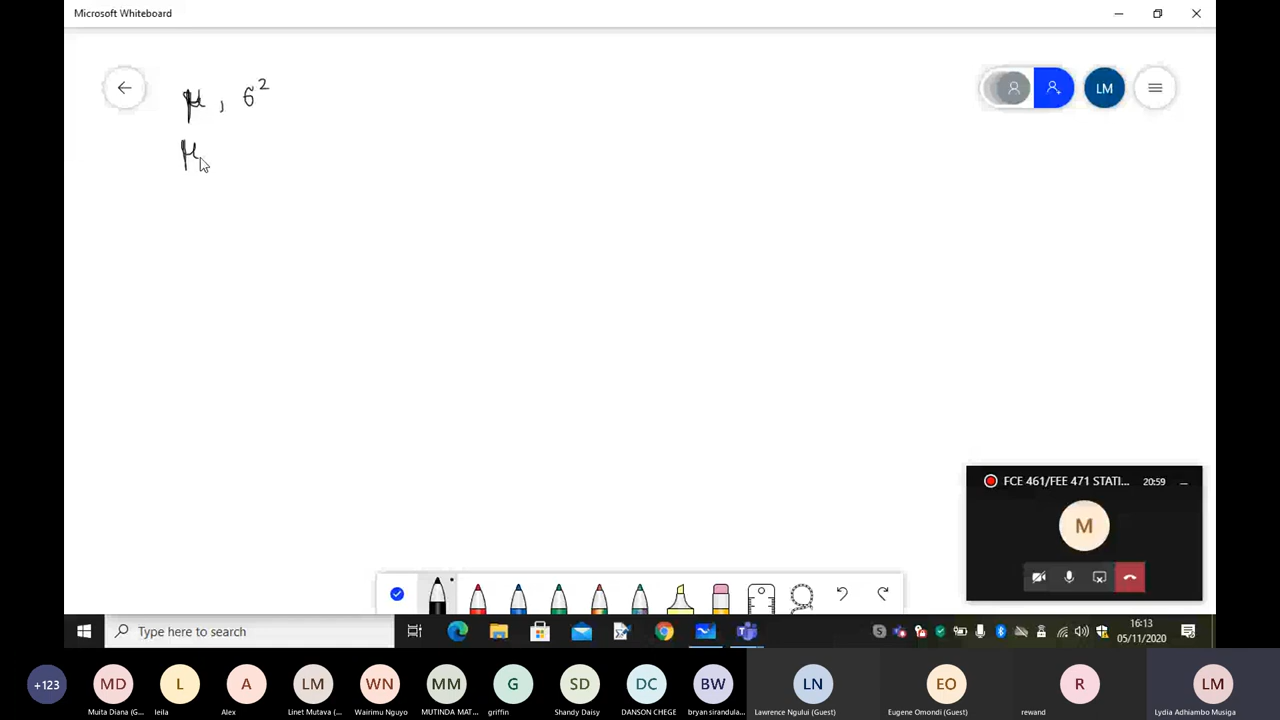 Microsoft Whiteboard
μ, σ²
LM
μ
FCE 461/FEE 471 STATI... 20:59
M
Type here to search
16:13
05/11/2020
+123 MD L A LM WN MM G SD DC BW LN EO R LM
Muita Diana (G... leila Alex Linet Mutava (... Wairimu Nguyo MUTINDA MAT... griffin Shandy Daisy DANSON CHEGE bryan sirandula... Lawrence Ngului (Guest) Eugene Omondi (Guest) rewand Lydia Adhiambo Musiga